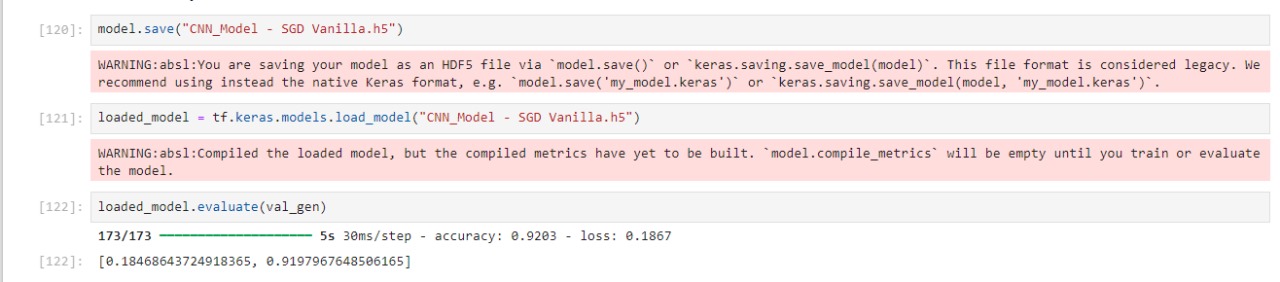 [120]: model.save("CNN_Model - SGD Vanilla.h5")
WARNING:absl:You are saving your model as an HDF5 file via `model.save()` or `keras.saving.save_model(model)`. This file format is considered legacy. We
recommend using instead the native Keras format, e.g. `model.save('my_model.keras')` or `keras.saving.save_model(model, 'my_model.keras')`.
[121]: loaded_model = tf.keras.models.load_model("CNN_Model - SGD Vanilla.h5")
WARNING:absl:Compiled the loaded model, but the compiled metrics have yet to be built. `model.compile_metrics` will be empty until you train or evaluate
the model.
[122]: loaded_model.evaluate(val_gen)
173/173 ━━━━━━━━━━━━━━━━━━━━ 5s 30ms/step - accuracy: 0.9203 - loss: 0.1867
[122]: [0.18468643724918365, 0.9197967648506165]